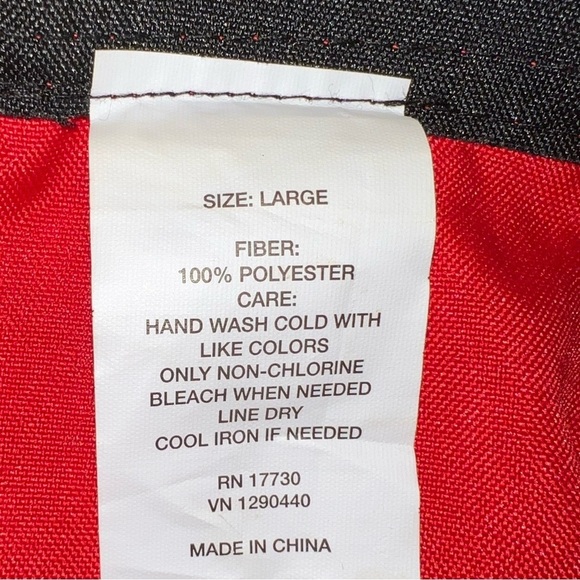 SIZE: LARGE
FIBER:
100% POLYESTER
CARE:
HAND WASH COLD WITH
LIKE COLORS
ONLY NON-CHLORINE
BLEACH WHEN NEEDED
LINE DRY
COOL IRON IF NEEDED
RN 17730
VN 1290440
MADE IN CHINA